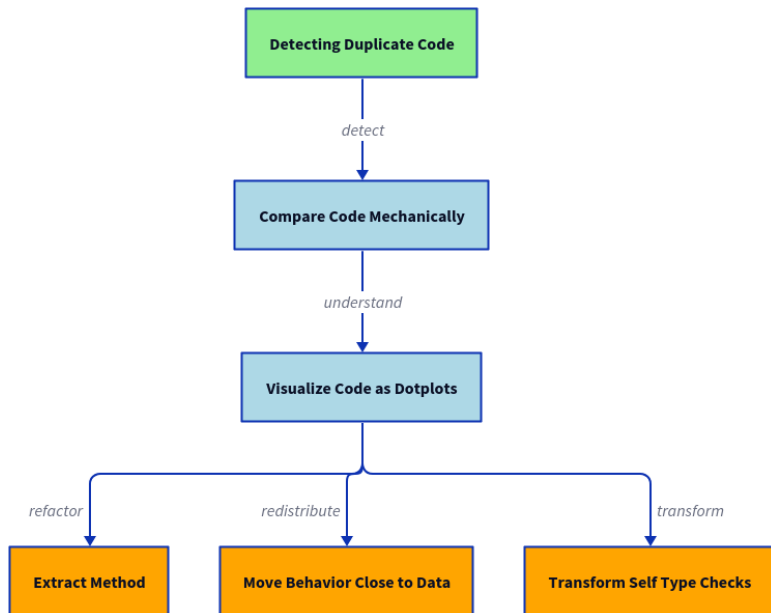 Detecting Duplicate Code
detect
Compare Code Mechanically
understand
Visualize Code as Dotplots
refactor
redistribute
transform
Extract Method
Move Behavior Close to Data
Transform Self Type Checks